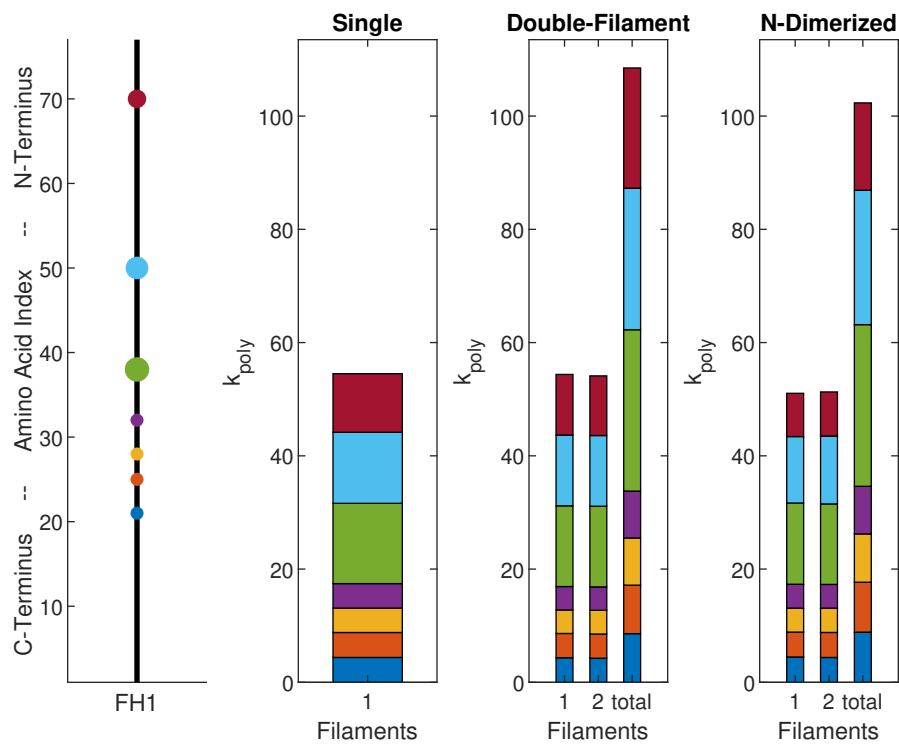 C-Terminus -- Amino Acid Index -- N-Terminus
70
60
50
40
30
20
10
FH1
Single
1
k_poly
100
80
60
40
20
0
1
Filaments
Double-Filament
k_poly
100
80
60
40
20
0
1 2 total
Filaments
N-Dimerized
k_poly
100
80
60
40
20
0
1 2 total
Filaments